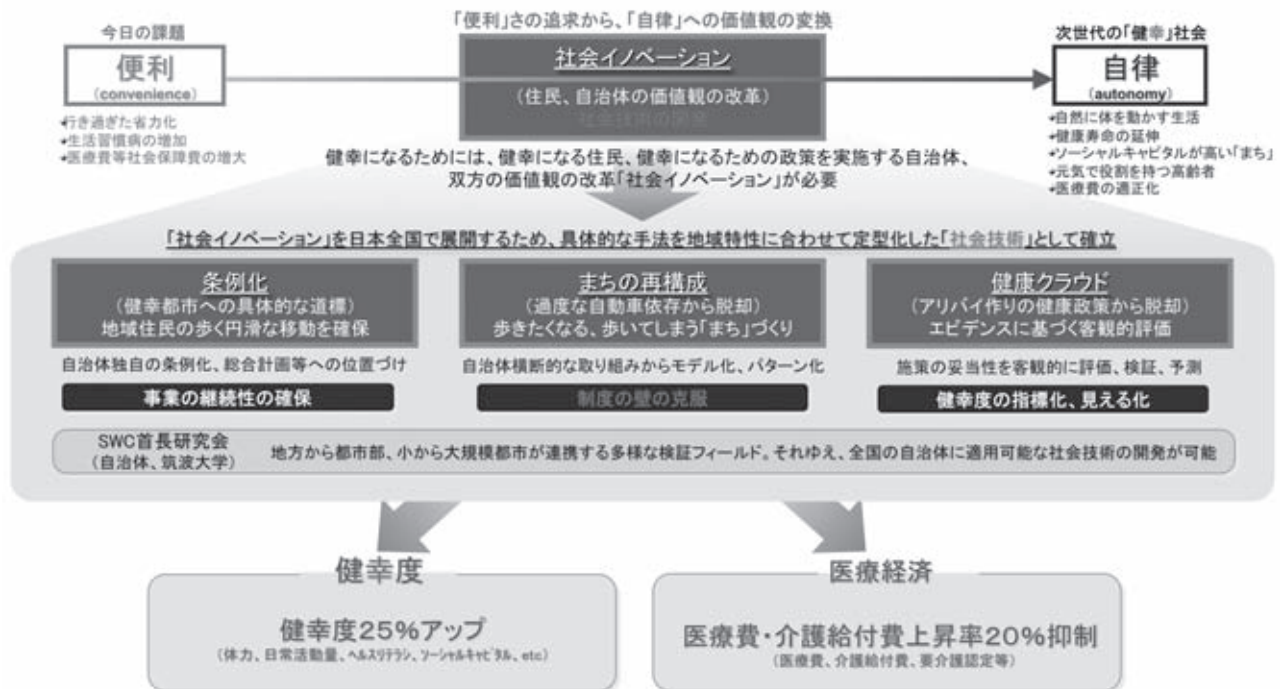 「便利」さの追求から、「自律」への価値観の変換
今日の課題
便利
(convenience)
行き過ぎた省力化
生活習慣病の増加
医療費等社会保障費の増大
社会イノベーション
(住民、自治体の価値観の改革)
社会技術の開発
次世代の「健幸」社会
自律
(autonomy)
自然に体を動かす生活
健康寿命の延伸
ソーシャルキャピタルが高い「まち」
元気で役割を持つ高齢者
医療費の適正化
健幸になるためには、健幸になる住民、健幸になるための政策を実施する自治体、
双方の価値観の改革「社会イノベーション」が必要
「社会イノベーション」を日本全国で展開するため、具体的な手法を地域特性に合わせて定型化した「社会技術」として確立
条例化
(健幸都市への具体的な道標)
地域住民の歩く円滑な移動を確保
自治体独自の条例化、総合計画等への位置づけ
事業の継続性の確保
まちの再構成
(過度な自動車依存から脱却)
歩きたくなる、歩いてしまう「まち」づくり
自治体横断的な取り組みからモデル化、パターン化
制度の壁の克服
健康クラウド
(アリバイ作りの健康政策から脱却)
エビデンスに基づく客観的評価
施策の妥当性を客観的に評価、検証、予測
健幸度の指標化、見える化
SWC首長研究会
(自治体、筑波大学)
地方から都市部、小から大規模都市が連携する多様な検証フィールド。それゆえ、全国の自治体に適用可能な社会技術の開発が可能
健幸度
健幸度25%アップ
(体力、日常活動量、ヘルスリテラシ、ソーシャルキャピタル、etc)
医療経済
医療費・介護給付費上昇率20%抑制
(医療費、介護給付費、要介護認定等)